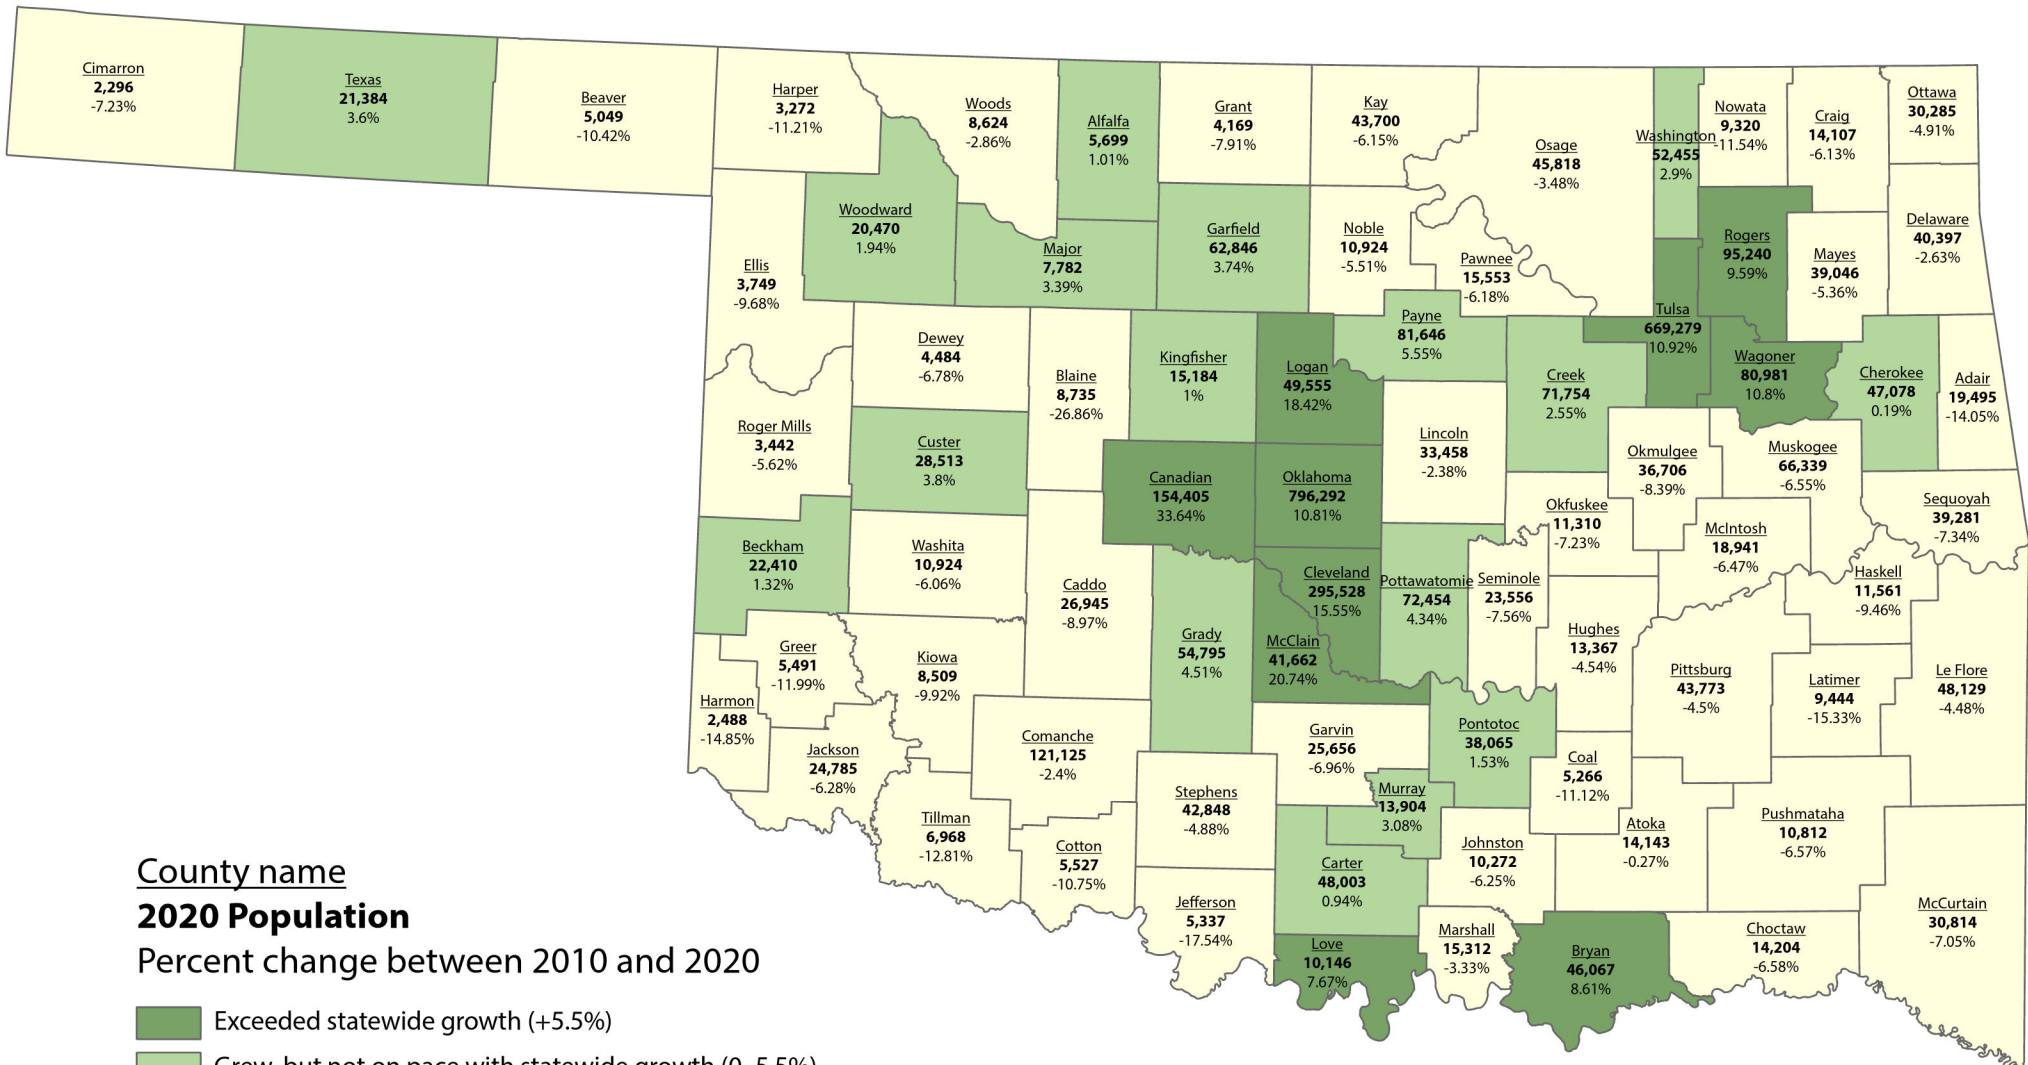 Cimarron
2,296
-7.23%
Texas
21,384
3.6%
Beaver
5,049
-10.42%
Harper
3,272
-11.21%
Woods
8,624
-2.86%
Alfalfa
5,699
1.01%
Grant
4,169
-7.91%
Kay
43,700
-6.15%
Osage
45,818
-3.48%
Washington
52,455
2.9%
Nowata
9,320
-11.54%
Craig
14,107
-6.13%
Ottawa
30,285
-4.91%
Woodward
20,470
1.94%
Ellis
3,749
-9.68%
Major
7,782
3.39%
Garfield
62,846
3.74%
Noble
10,924
-5.51%
Pawnee
15,553
-6.18%
Rogers
95,240
9.59%
Mayes
39,046
-5.36%
Delaware
40,397
-2.63%
Dewey
4,484
-6.78%
Blaine
8,735
-26.86%
Kingfisher
15,184
1%
Logan
49,555
18.42%
Payne
81,646
5.55%
Creek
71,754
2.55%
Tulsa
669,279
10.92%
Wagoner
80,981
10.8%
Cherokee
47,078
0.19%
Adair
19,495
-14.05%
Roger Mills
3,442
-5.62%
Custer
28,513
3.8%
Canadian
154,405
33.64%
Oklahoma
796,292
10.81%
Lincoln
33,458
-2.38%
Okmulgee
36,706
-8.39%
Muskogee
66,339
-6.55%
Okfuskee
11,310
-7.23%
McIntosh
18,941
-6.47%
Sequoyah
39,281
-7.34%
Beckham
22,410
1.32%
Washita
10,924
-6.06%
Caddo
26,945
-8.97%
Grady
54,795
4.51%
Cleveland
295,528
15.55%
McClain
41,662
20.74%
Pottawatomie
72,454
4.34%
Seminole
23,556
-7.56%
Hughes
13,367
-4.54%
Haskell
11,561
-9.46%
Greer
5,491
-11.99%
Kiowa
8,509
-9.92%
Harmon
2,488
-14.85%
Jackson
24,785
-6.28%
Comanche
121,125
-2.4%
Garvin
25,656
-6.96%
Pontotoc
38,065
1.53%
Pittsburg
43,773
-4.5%
Latimer
9,444
-15.33%
Le Flore
48,129
-4.48%
Tillman
6,968
-12.81%
Cotton
5,527
-10.75%
Stephens
42,848
-4.88%
Murray
13,904
3.08%
Coal
5,266
-11.12%
Atoka
14,143
-0.27%
Pushmataha
10,812
-6.57%
Johnston
10,272
-6.25%
Carter
48,003
0.94%
Jefferson
5,337
-17.54%
Love
10,146
7.67%
Marshall
15,312
-3.33%
Bryan
46,067
8.61%
Choctaw
14,204
-6.58%
McCurtain
30,814
-7.05%
County name
2020 Population
Percent change between 2010 and 2020
Exceeded statewide growth (+5.5%)
Grew, but not on pace with statewide growth (0–5.5%)